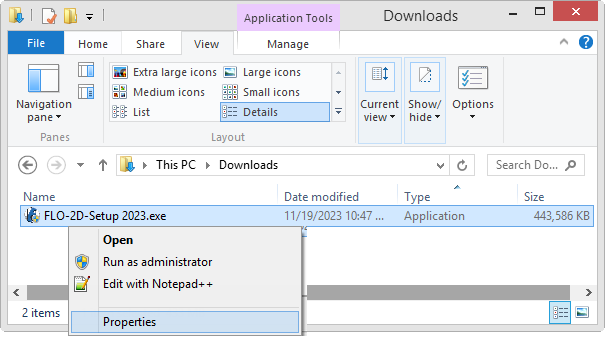 Application Tools
Downloads
File
Home
Share
View
Manage
Navigation pane
Extra large icons
Large icons
Medium icons
Small icons
List
Details
Current view
Show/ hide
Options
Panes
Layout
This PC
Downloads
Search Do...
Name
Date modified
Type
Size
FLO-2D-Setup 2023.exe
11/19/2023 10:47 ...
Application
443,586 KB
Open
Run as administrator
Edit with Notepad++
Properties
2 items